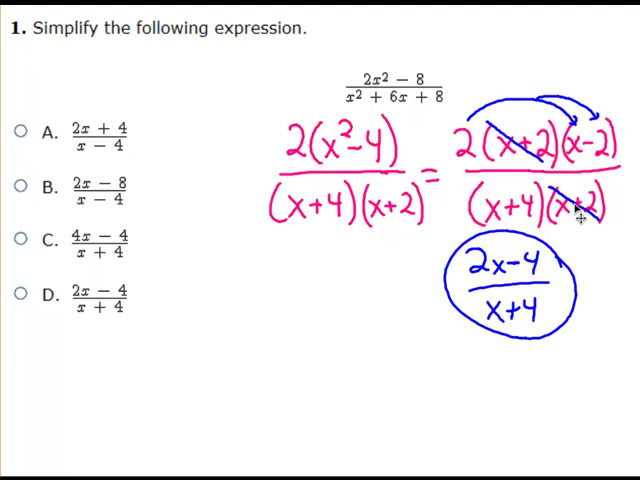 1. Simplify the following expression.
2x² − 8
x² + 6x + 8
A. 2x + 4
x − 4
B. 2x − 8
x − 4
C. 4x − 4
x + 4
D. 2x − 4
x + 4
2(x²-4) = 2(x+2)(x-2)
(x+4)(x+2) (x+4)(x+2)
2x-4
x+4